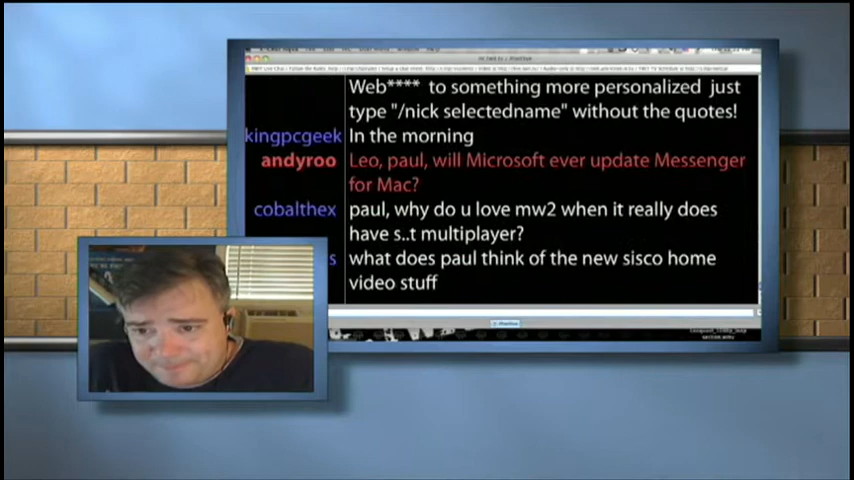 Web**** to something more personalized just
type "/nick selectedname" without the quotes!
kingpcgeek In the morning
andyroo Leo, paul, will Microsoft ever update Messenger
for Mac?
cobalthex paul, why do u love mw2 when it really does
have s..t multiplayer?
s what does paul think of the new sisco home
video stuff